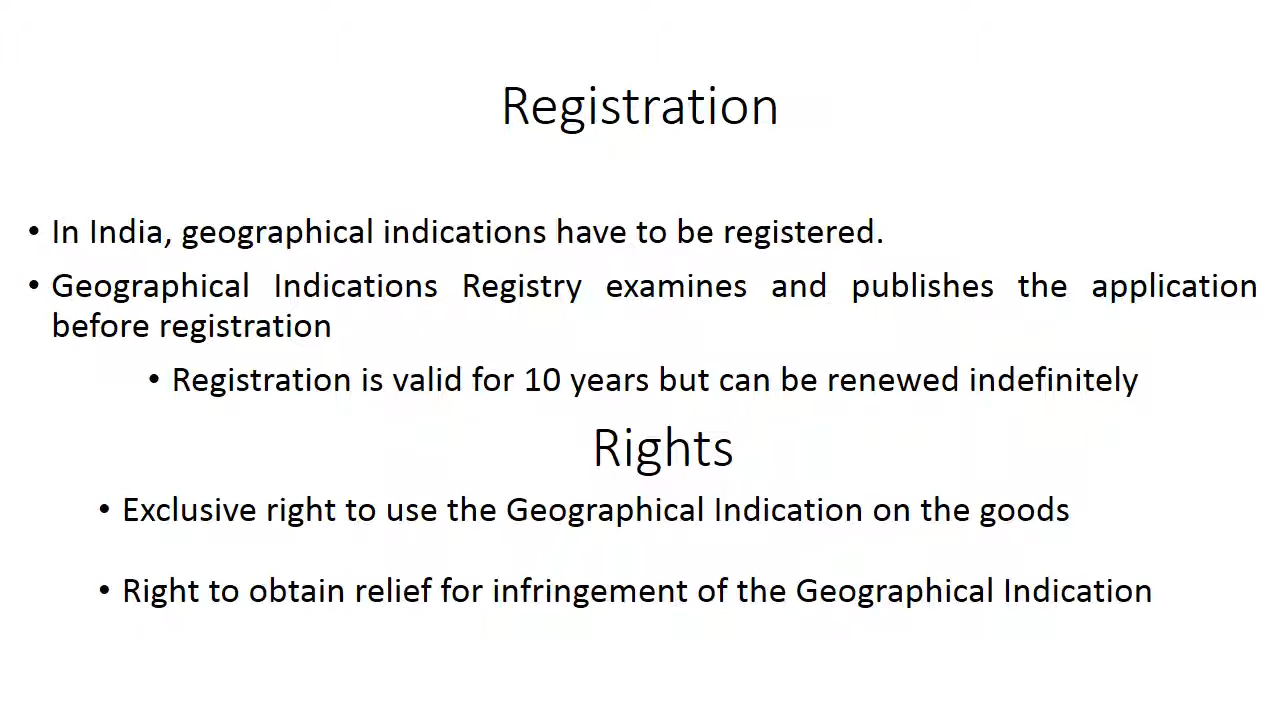 Registration
• In India, geographical indications have to be registered.
• Geographical Indications Registry examines and publishes the application
before registration
• Registration is valid for 10 years but can be renewed indefinitely
Rights
• Exclusive right to use the Geographical Indication on the goods
• Right to obtain relief for infringement of the Geographical Indication